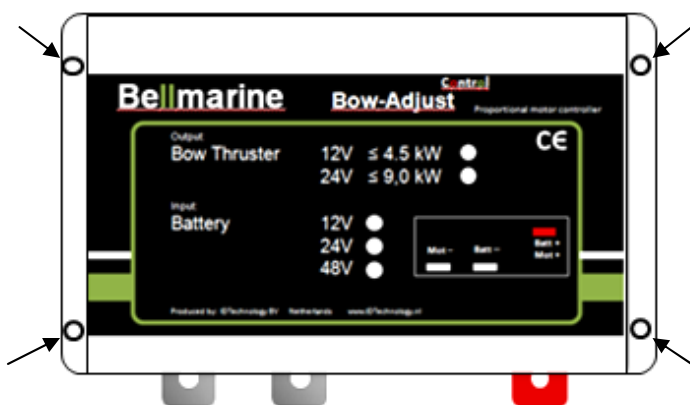 Control
Bellmarine Bow-Adjust Proportional motor controller
CE
Output
Bow Thruster 12V ≤ 4.5 kW
24V ≤ 9,0 kW
Input
Battery 12V
24V
48V
Mot - Batt - Batt +
Mot +
Produced by: IDTechnology BV Netherlands www.IDTechnology.nl